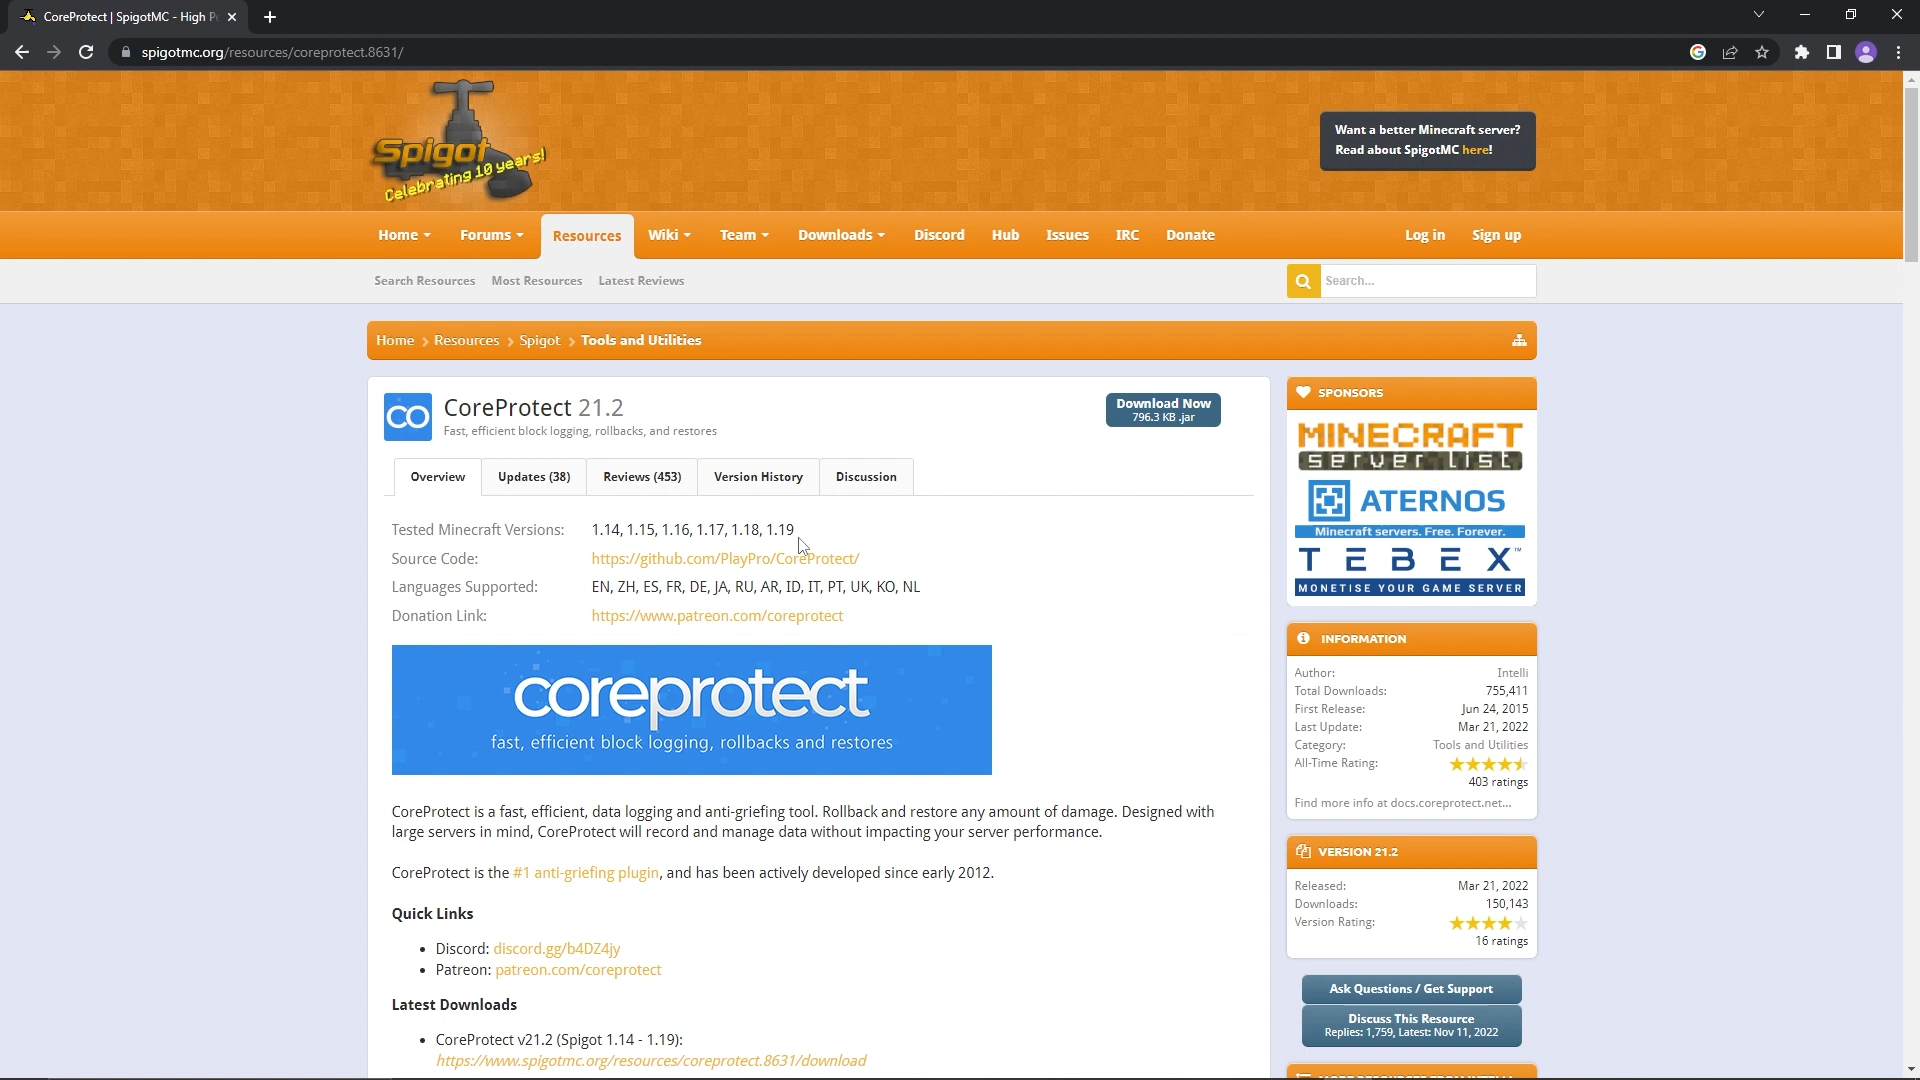 CoreProtect | SpigotMC - High P
spigotmc.org/resources/coreprotect.8631/
Spigot
Celebrating 10 years!
Want a better Minecraft server?
Read about SpigotMC here!
Home
Forums
Resources
Wiki
Team
Downloads
Discord
Hub
Issues
IRC
Donate
Log in
Sign up
Search Resources
Most Resources
Latest Reviews
Search...
Home
Resources
Spigot
Tools and Utilities
CoreProtect 21.2
Fast, efficient block logging, rollbacks, and restores
Download Now
796.3 KB .jar
Overview
Updates (38)
Reviews (453)
Version History
Discussion
Tested Minecraft Versions: 1.14, 1.15, 1.16, 1.17, 1.18, 1.19
Source Code: https://github.com/PlayPro/CoreProtect/
Languages Supported: EN, ZH, ES, FR, DE, JA, RU, AR, ID, IT, PT, UK, KO, NL
Donation Link: https://www.patreon.com/coreprotect
coreprotect
fast, efficient block logging, rollbacks and restores
CoreProtect is a fast, efficient, data logging and anti-griefing tool. Rollback and restore any amount of damage. Designed with
large servers in mind, CoreProtect will record and manage data without impacting your server performance.
CoreProtect is the #1 anti-griefing plugin, and has been actively developed since early 2012.
Quick Links
• Discord: discord.gg/b4DZ4jy
• Patreon: patreon.com/coreprotect
Latest Downloads
• CoreProtect v21.2 (Spigot 1.14 - 1.19):
https://www.spigotmc.org/resources/coreprotect.8631/download
SPONSORS
MINECRAFT
SERVER LIST
ATERNOS
Minecraft servers. Free. Forever.
TEBEX™
MONETISE YOUR GAME SERVER
INFORMATION
Author: Intelli
Total Downloads: 755,411
First Release: Jun 24, 2015
Last Update: Mar 21, 2022
Category: Tools and Utilities
All-Time Rating:
403 ratings
Find more info at docs.coreprotect.net...
VERSION 21.2
Released: Mar 21, 2022
Downloads: 150,143
Version Rating:
16 ratings
Ask Questions / Get Support
Discuss This Resource
Replies: 1,759, Latest: Nov 11, 2022